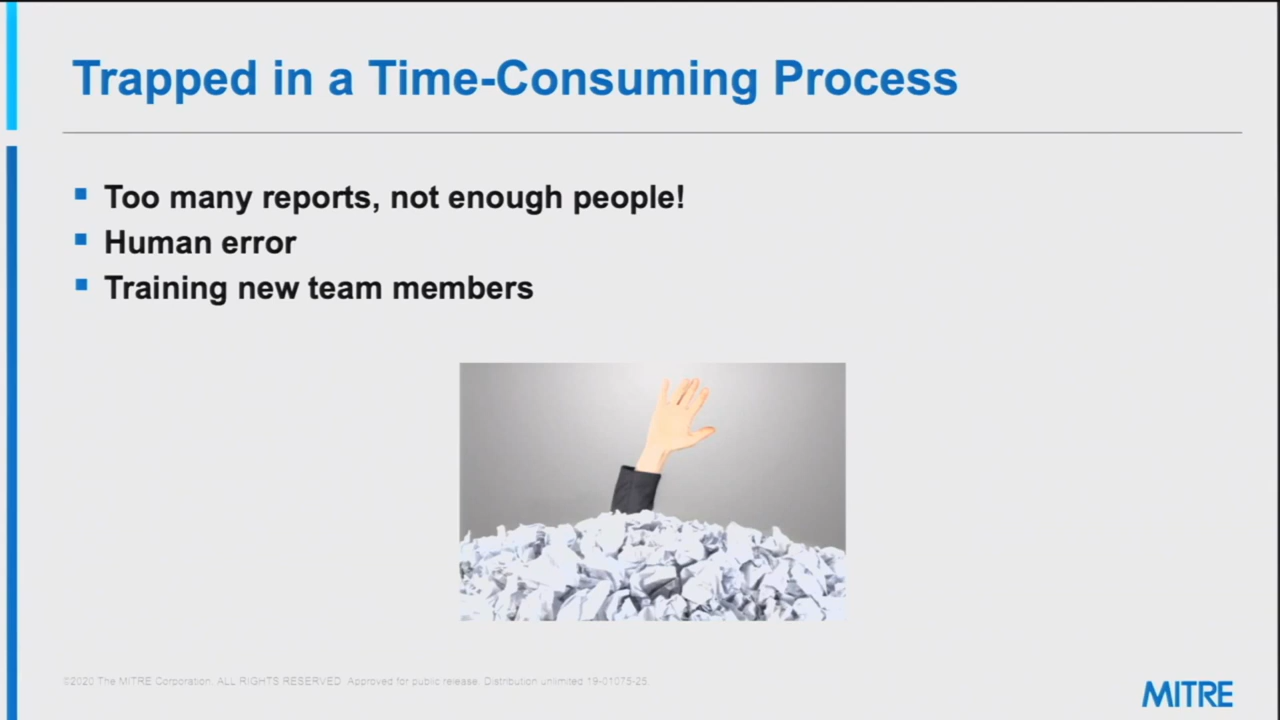 Trapped in a Time-Consuming Process
Too many reports, not enough people!
Human error
Training new team members
©2020 The MITRE Corporation. ALL RIGHTS RESERVED. Approved for public release. Distribution unlimited 19-01075-25.
MITRE